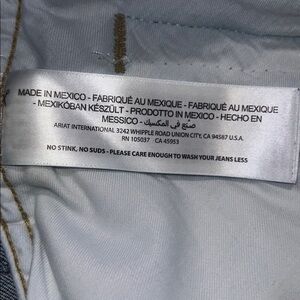 MADE IN MEXICO - FABRIQUÉ AU MEXIQUE - FABRIQUÉ AU MEXIQUE
- MEXIKÓBAN KÉSZÜLT - PRODOTTO IN MEXICO - HECHO EN
MESSICO - صنع في المكسيك
ARIAT INTERNATIONAL 3242 WHIPPLE ROAD UNION CITY, CA 94587 U.S.A.
RN 105037 CA 45953
NO STINK, NO SUDS - PLEASE CARE ENOUGH TO WASH YOUR JEANS LESS